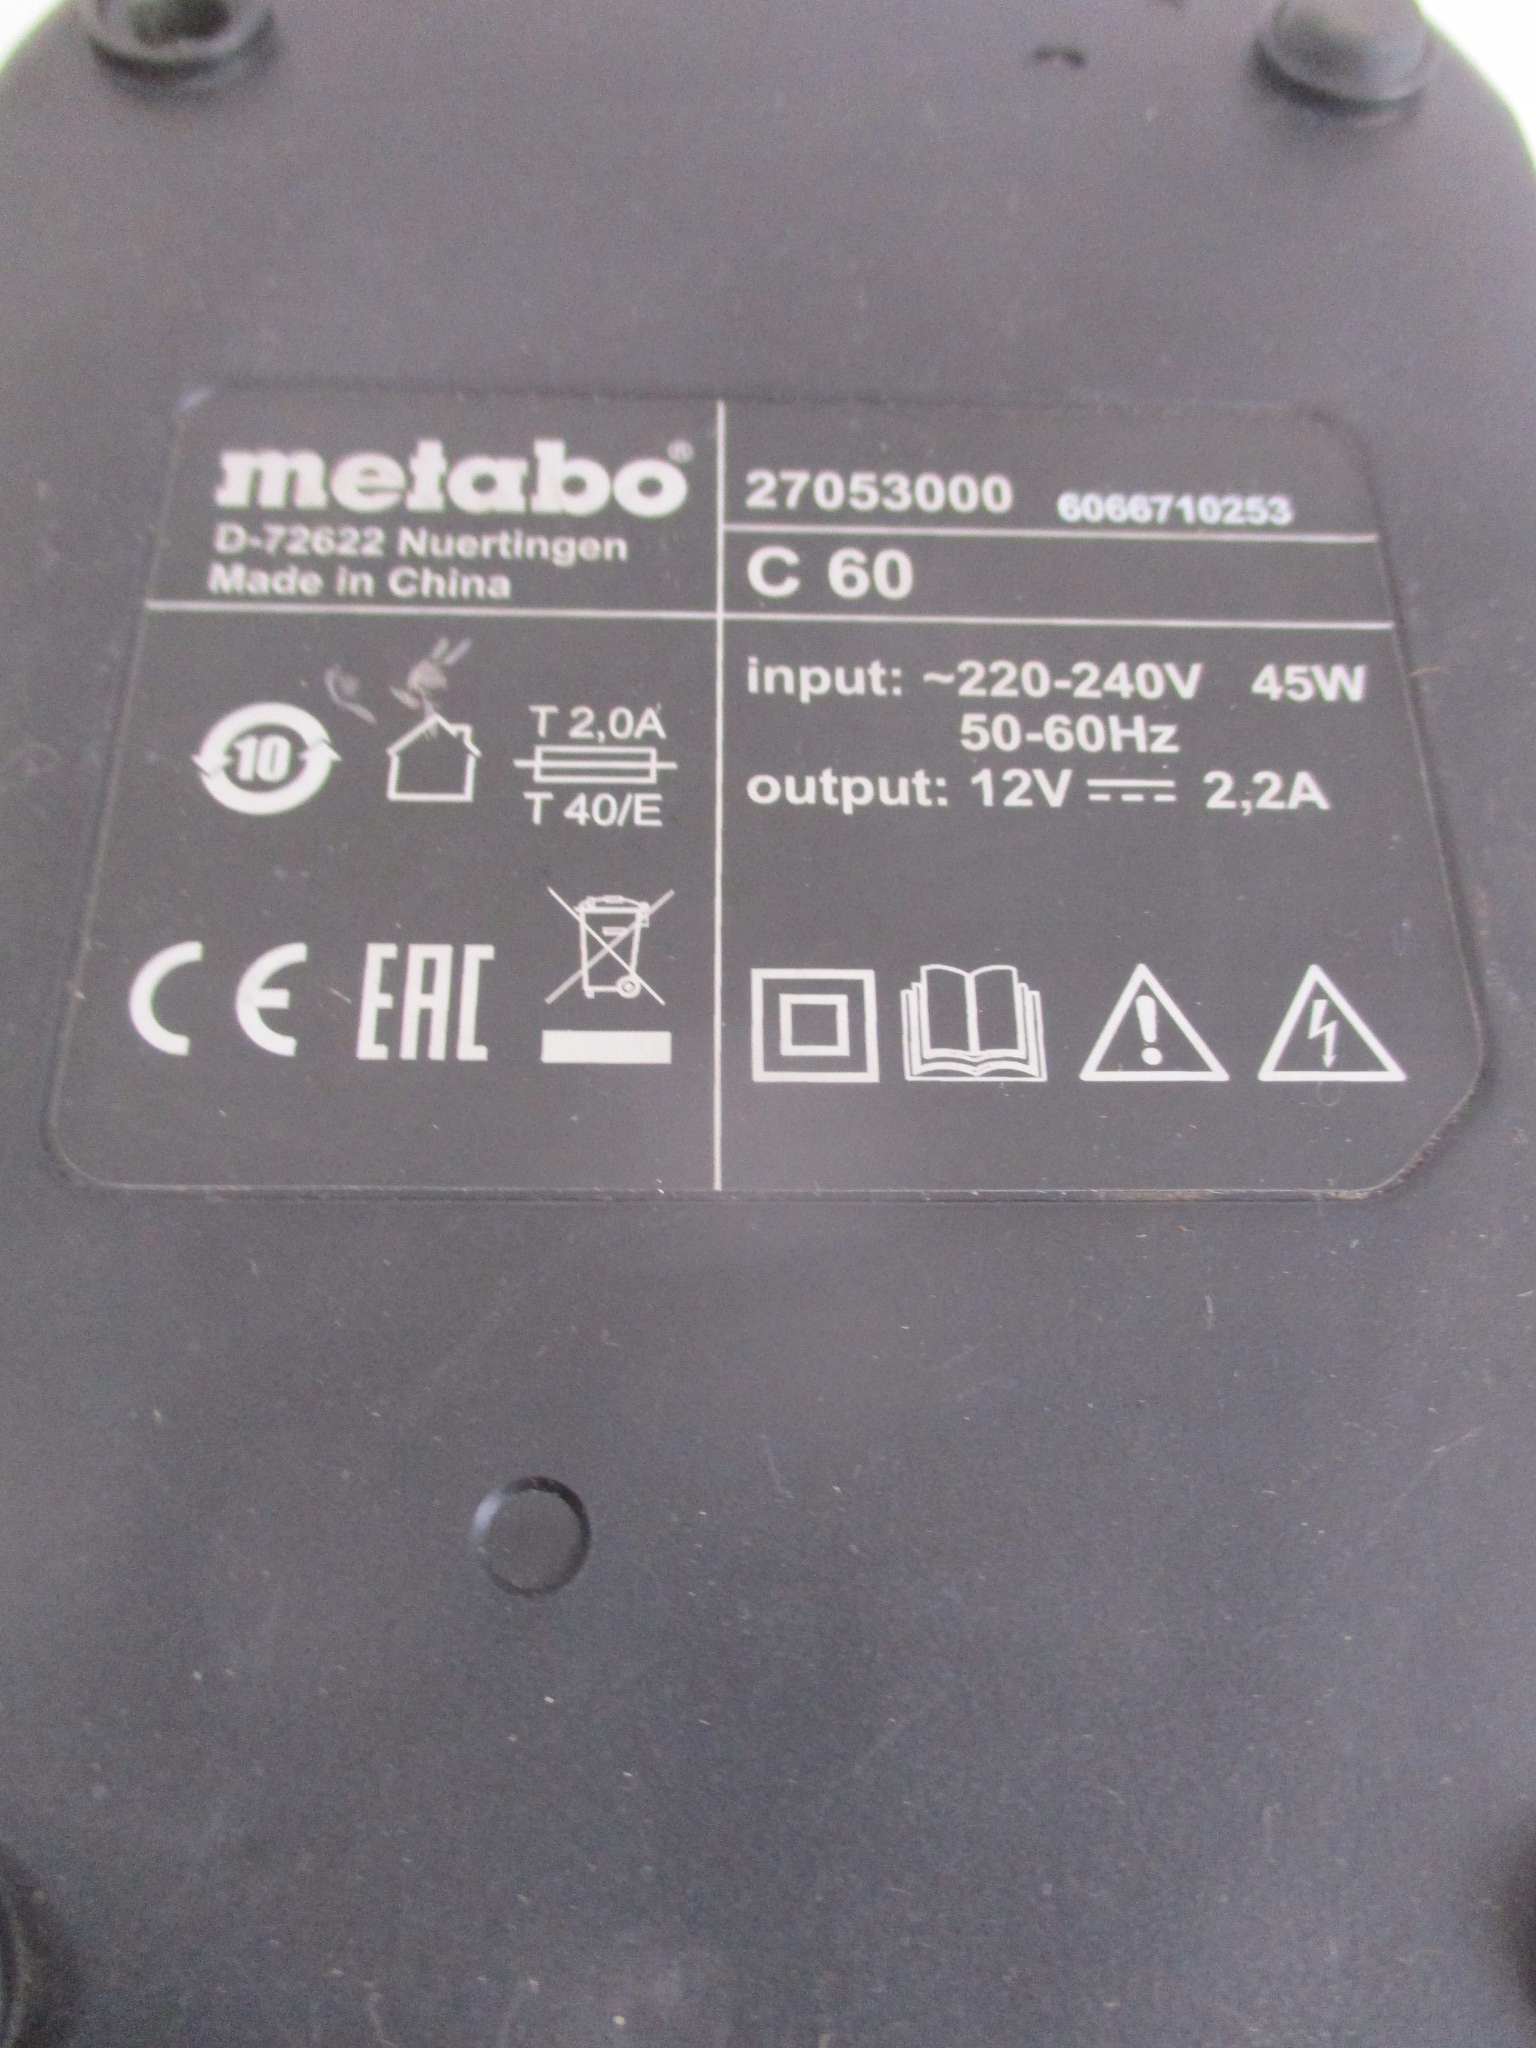 metabo®
D-72622 Nuertingen
Made in China
27053000 6066710253
C 60
input: ~220-240V 45W
50-60Hz
output: 12V 2,2A
10
T 2,0A
T 40/E
CE EAC